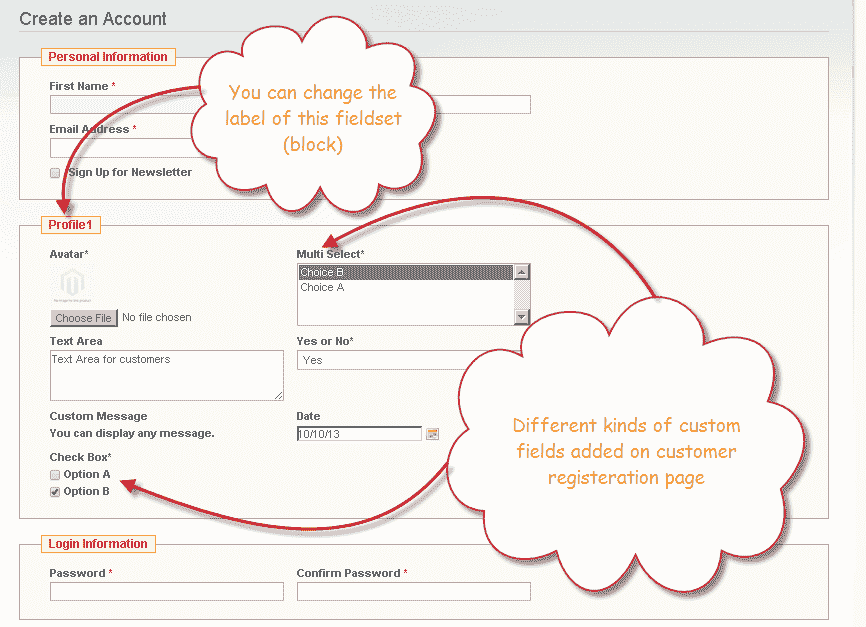 Create an Account
Personal Information
First Name *
Email Address *
Sign Up for Newsletter
You can change the
label of this fieldset
(block)
Profile1
Avatar*
Choose File No file chosen
Multi Select*
Choice B
Choice A
Text Area
Text Area for customers
Yes or No*
Yes
Custom Message
You can display any message.
Date
10/10/13
Check Box*
Option A
Option B
Different kinds of custom
fields added on customer
registeration page
Login Information
Password *
Confirm Password *